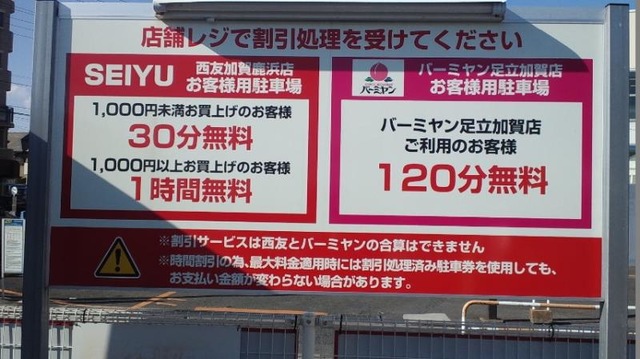 店舗レジで割引処理を受けてください
SEIYU
西友加賀鹿浜店
お客様用駐車場
1,000円未満お買上げのお客様
30分無料
1,000円以上お買上げのお客様
1時間無料
バーミヤン
バーミヤン足立加賀店
お客様用駐車場
バーミヤン足立加賀店
ご利用のお客様
120分無料
※割引サービスは西友とバーミヤンの合算はできません
※時間割引の為、最大料金適用時には割引処理済み駐車券を使用しても、
お支払い金額が変わらない場合があります。